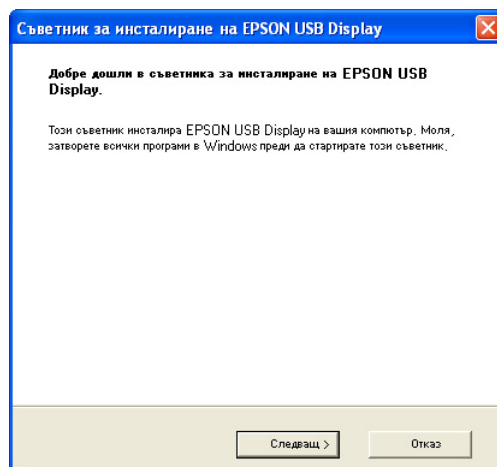 Съветник за инсталиране на EPSON USB Display
Добре дошли в съветника за инсталиране на EPSON USB
Display.
Този съветник инсталира EPSON USB Display на вашия компютър. Моля,
затворете всички програми в Windows преди да стартирате този съветник.
Следващ >
Отказ